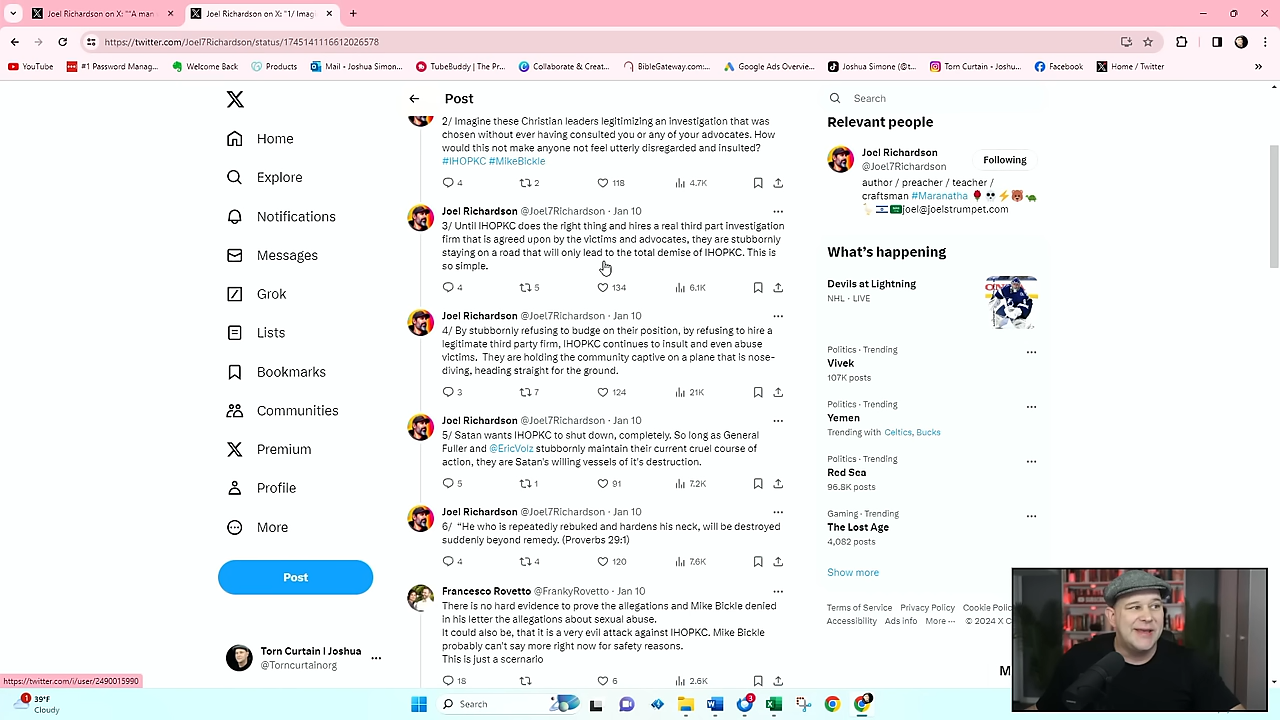 Joel Richardson on X: "“A man
Joel Richardson on X: "1/ Imag
https://twitter.com/Joel7Richardson/status/1745141116612026578
YouTube
#1 Password Manag...
Welcome Back
Products
Mail • Joshua Simon...
TubeBuddy | The Pr...
Collaborate & Creat...
BibleGateway.com:...
Google Ads Overvie...
Joshua Simone (@t...
Torn Curtain • Joshu...
Facebook
Home / Twitter
Home
Explore
Notifications
Messages
Grok
Lists
Bookmarks
Communities
Premium
Profile
More
Post
Torn Curtain l Joshua
@Torncurtainorg
https://twitter.com/i/user/2490015990
Post
2/ Imagine these Christian leaders legitimizing an investigation that was
chosen without ever having consulted you or any of your advocates. How
would this not make anyone not feel utterly disregarded and insulted?
#IHOPKC #MikeBickle
4 2 118 4.7K
Joel Richardson @Joel7Richardson · Jan 10
3/ Until IHOPKC does the right thing and hires a real third part investigation
firm that is agreed upon by the victims and advocates, they are stubbornly
staying on a road that will only lead to the total demise of IHOPKC. This is
so simple.
4 5 134 6.1K
Joel Richardson @Joel7Richardson · Jan 10
4/ By stubbornly refusing to budge on their position, by refusing to hire a
legitimate third party firm, IHOPKC continues to insult and even abuse
victims. They are holding the community captive on a plane that is nose-
diving, heading straight for the ground.
3 7 124 21K
Joel Richardson @Joel7Richardson · Jan 10
5/ Satan wants IHOPKC to shut down, completely. So long as General
Fuller and @EricVolz stubbornly maintain their current cruel course of
action, they are Satan's willing vessels of it's destruction.
5 1 91 7.2K
Joel Richardson @Joel7Richardson · Jan 10
6/ “He who is repeatedly rebuked and hardens his neck, will be destroyed
suddenly beyond remedy. (Proverbs 29:1)
4 4 120 7.6K
Francesco Rovetto @FrankyRovetto · Jan 10
There is no hard evidence to prove the allegations and Mike Bickle denied
in his letter the allegations about sexual abuse.
It could also be, that it is a very evil attack against IHOPKC. Mike Bickle
probably can't say more right now for safety reasons.
This is just a scernario
18 6 2.6K
Search
Relevant people
Joel Richardson
@Joel7Richardson
Following
author / preacher / teacher /
craftsman #Maranatha
joel@joelstrumpet.com
What’s happening
Devils at Lightning
NHL · LIVE
Politics · Trending
Vivek
107K posts
Politics · Trending
Yemen
Trending with Celtics, Bucks
Politics · Trending
Red Sea
96.8K posts
Gaming · Trending
The Lost Age
4,082 posts
Show more
Terms of Service Privacy Policy Cookie
Accessibility Ads info More ··· © 2024 X C
M
39°F
Cloudy
Search